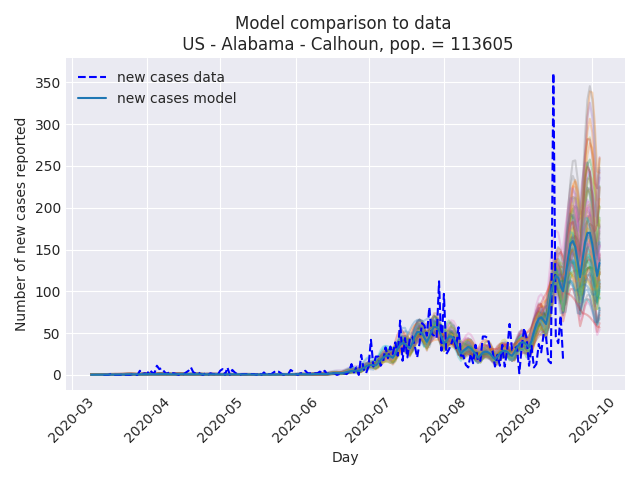 Model comparison to data
US - Alabama - Calhoun, pop. = 113605
new cases data
new cases model
Number of new cases reported
350
300
250
200
150
100
50
0
2020-03
2020-04
2020-05
2020-06
2020-07
2020-08
2020-09
2020-10
Day